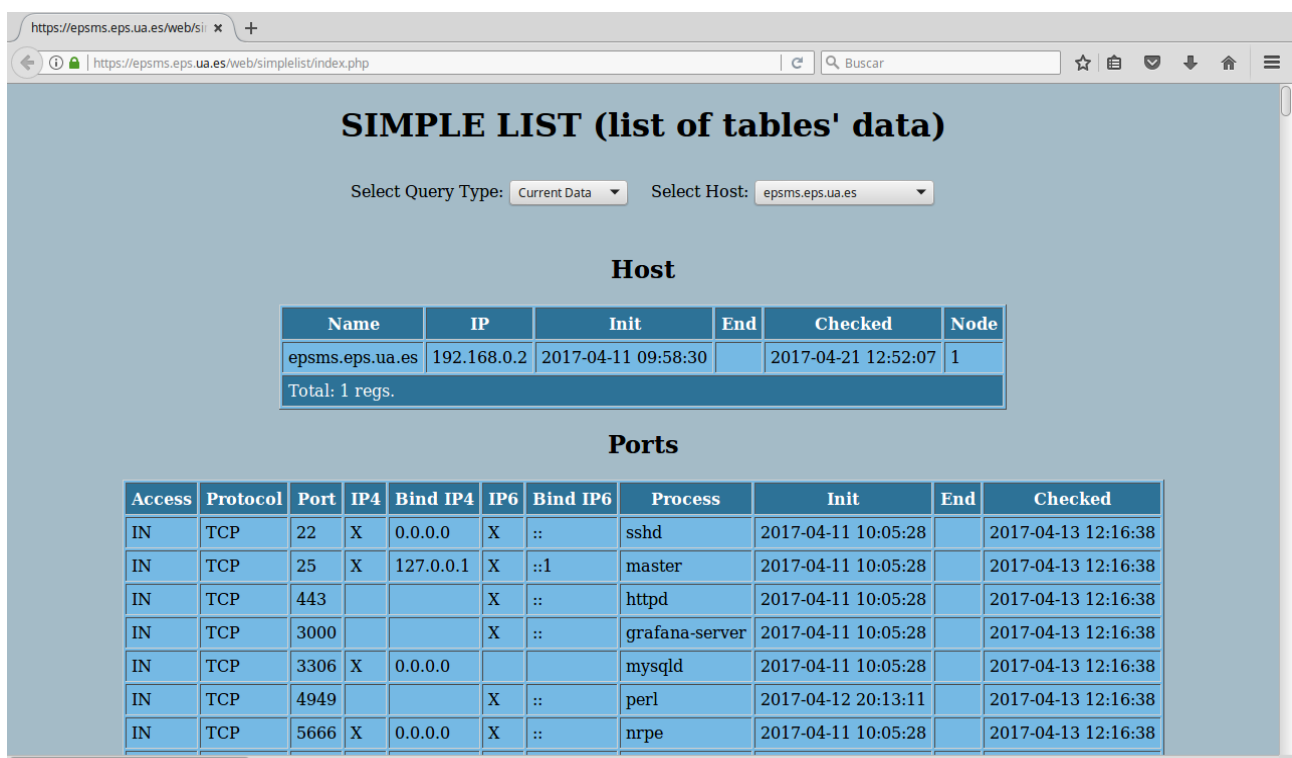 https://epsms.eps.ua.es/web/si
https://epsms.eps.ua.es/web/simplelist/index.php Buscar
SIMPLE LIST (list of tables' data)
Select Query Type: Current Data Select Host: epsms.eps.ua.es
Host
Name IP Init End Checked Node
epsms.eps.ua.es 192.168.0.2 2017-04-11 09:58:30 2017-04-21 12:52:07 1
Total: 1 regs.
Ports
Access Protocol Port IP4 Bind IP4 IP6 Bind IP6 Process Init End Checked
IN TCP 22 X 0.0.0.0 X :: sshd 2017-04-11 10:05:28 2017-04-13 12:16:38
IN TCP 25 X 127.0.0.1 X ::1 master 2017-04-11 10:05:28 2017-04-13 12:16:38
IN TCP 443 X :: httpd 2017-04-11 10:05:28 2017-04-13 12:16:38
IN TCP 3000 X :: grafana-server 2017-04-11 10:05:28 2017-04-13 12:16:38
IN TCP 3306 X 0.0.0.0 mysqld 2017-04-11 10:05:28 2017-04-13 12:16:38
IN TCP 4949 X :: perl 2017-04-12 20:13:11 2017-04-13 12:16:38
IN TCP 5666 X 0.0.0.0 X :: nrpe 2017-04-11 10:05:28 2017-04-13 12:16:38